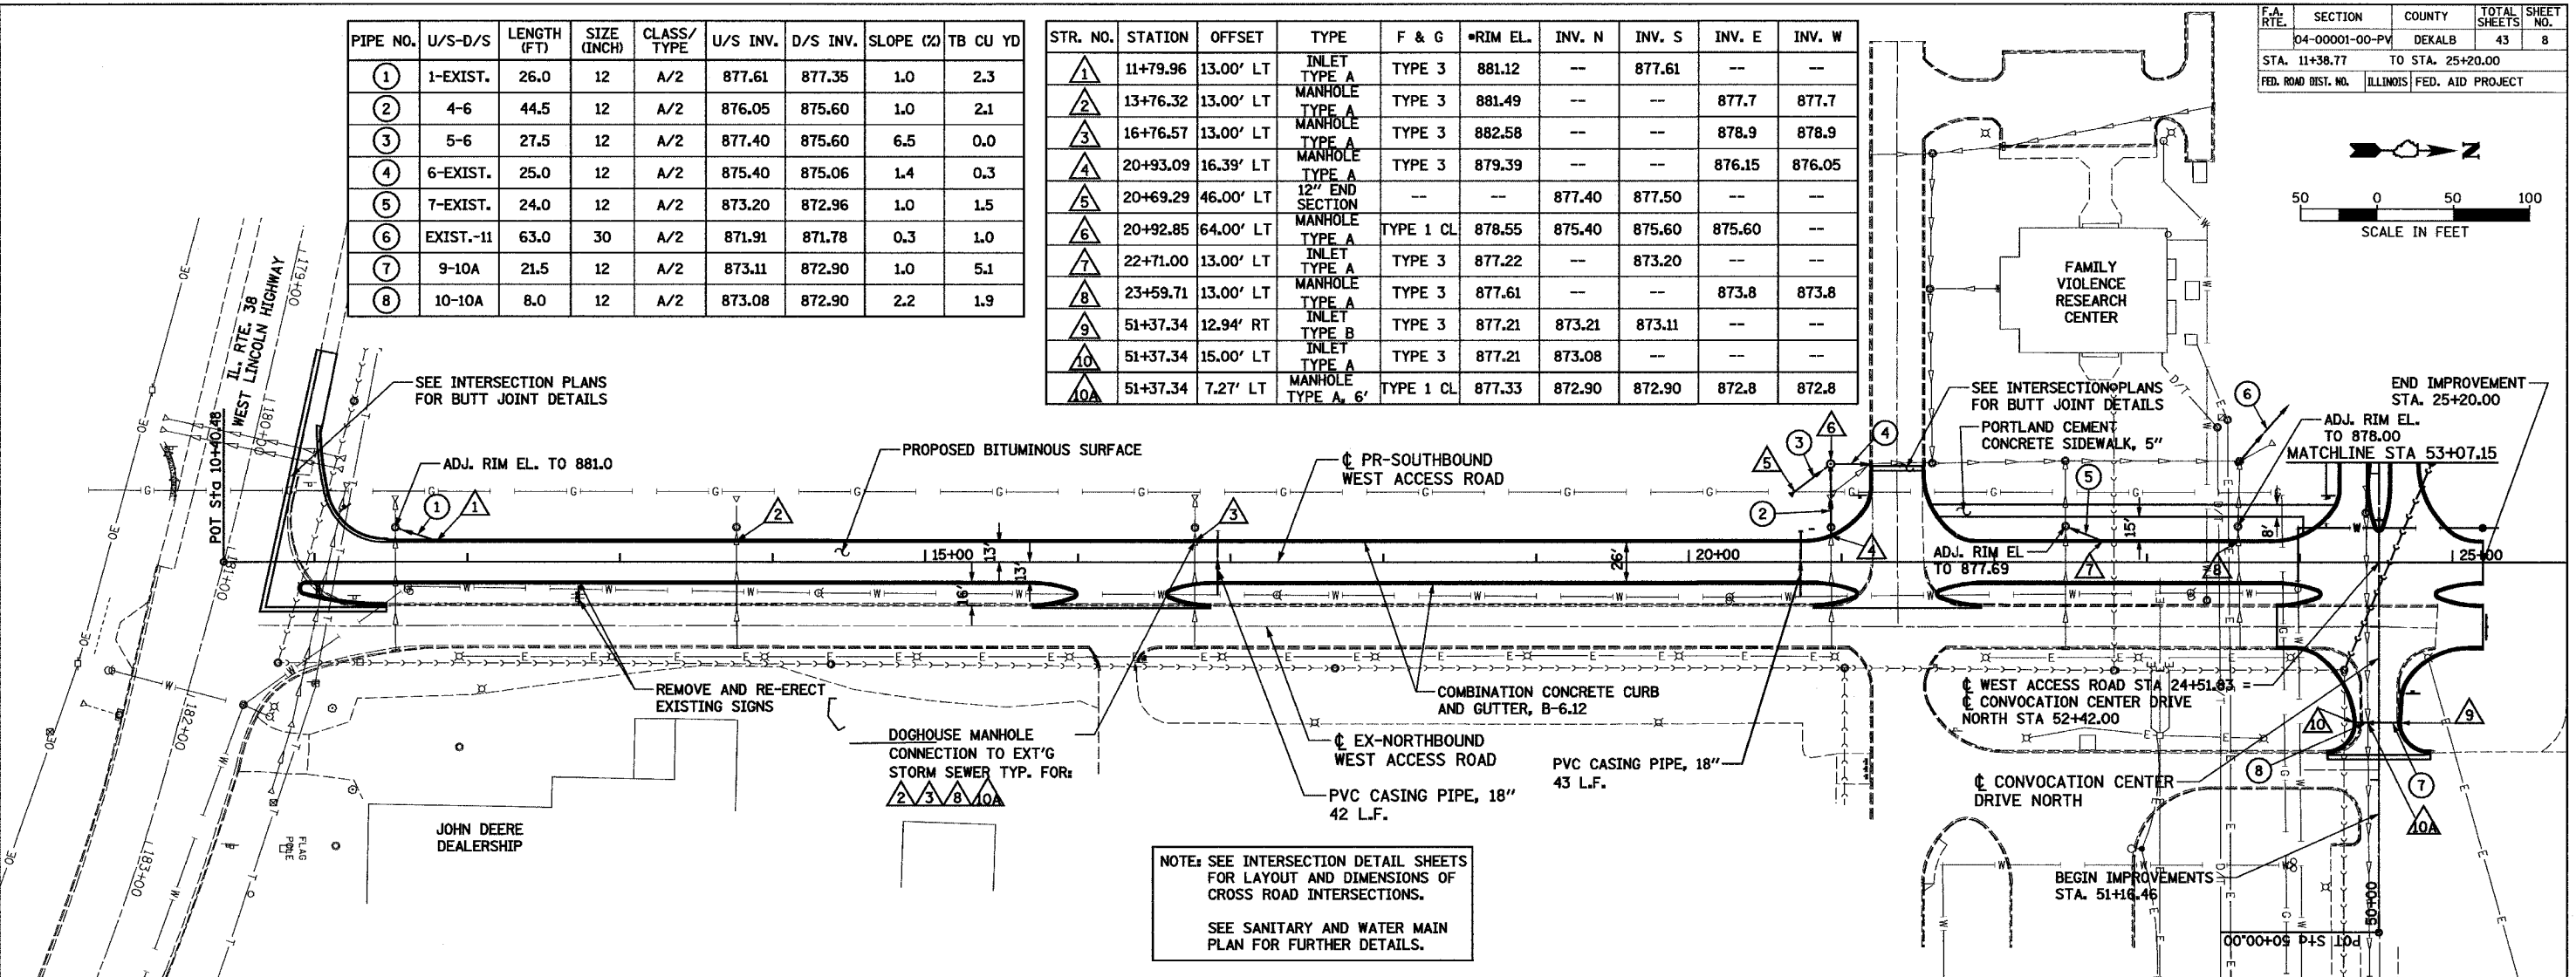 PIPE NO. U/S-D/S LENGTH (FT) SIZE (INCH) CLASS/ TYPE U/S INV. D/S INV. SLOPE (%) TB CU YD
1 1-EXIST. 26.0 12 A/2 877.61 877.35 1.0 2.3
2 4-6 44.5 12 A/2 876.05 875.60 1.0 2.1
3 5-6 27.5 12 A/2 877.40 875.60 6.5 0.0
4 6-EXIST. 25.0 12 A/2 875.40 875.06 1.4 0.3
5 7-EXIST. 24.0 12 A/2 873.20 872.96 1.0 1.5
6 EXIST.-11 63.0 30 A/2 871.91 871.78 0.3 1.0
7 9-10A 21.5 12 A/2 873.11 872.90 1.0 5.1
8 10-10A 8.0 12 A/2 873.08 872.90 2.2 1.9
STR. NO. STATION OFFSET TYPE F & G *RIM EL. INV. N INV. S INV. E INV. W
1 11+79.96 13.00' LT INLET TYPE A TYPE 3 881.12 -- 877.61 -- --
2 13+76.32 13.00' LT MANHOLE TYPE A TYPE 3 881.49 -- -- 877.7 877.7
3 16+76.57 13.00' LT MANHOLE TYPE A TYPE 3 882.58 -- -- 878.9 878.9
4 20+93.09 16.39' LT MANHOLE TYPE A TYPE 3 879.39 -- -- 876.15 876.05
5 20+69.29 46.00' LT 12" END SECTION -- -- 877.40 877.50 -- --
6 20+92.85 64.00' LT MANHOLE TYPE A TYPE 1 CL 878.55 875.40 875.60 875.60 --
7 22+71.00 13.00' LT INLET TYPE A TYPE 3 877.22 -- 873.20 -- --
8 23+59.71 13.00' LT MANHOLE TYPE A TYPE 3 877.61 -- -- 873.8 873.8
9 51+37.34 12.94' RT INLET TYPE B TYPE 3 877.21 873.21 873.11 -- --
10 51+37.34 15.00' LT INLET TYPE A TYPE 3 877.21 873.08 -- -- --
10A 51+37.34 7.27' LT MANHOLE TYPE A, 6' TYPE 1 CL 877.33 872.90 872.90 872.8 872.8
F.A. RTE. SECTION COUNTY TOTAL SHEETS SHEET NO.
04-00001-00-PV DEKALB 43 8
STA. 11+38.77 TO STA. 25+20.00
FED. ROAD DIST. NO. ILLINOIS FED. AID PROJECT
N
50 0 50 100
SCALE IN FEET
FAMILY
VIOLENCE
RESEARCH
CENTER
IL. RTE. 38
WEST LINCOLN HIGHWAY
179+00
180+00
181+00
182+00
183+00
POT Sta 10+40.48
SEE INTERSECTION PLANS
FOR BUTT JOINT DETAILS
ADJ. RIM EL. TO 881.0
PROPOSED BITUMINOUS SURFACE
℄ PR-SOUTHBOUND
WEST ACCESS ROAD
SEE INTERSECTION PLANS
FOR BUTT JOINT DETAILS
PORTLAND CEMENT
CONCRETE SIDEWALK, 5"
END IMPROVEMENT
STA. 25+20.00
ADJ. RIM EL.
TO 878.00
MATCHLINE STA 53+07.15
15+00
20+00
25+00
13'
13'
16'
26'
15'
8'
ADJ. RIM EL
TO 877.69
REMOVE AND RE-ERECT
EXISTING SIGNS
DOGHOUSE MANHOLE
CONNECTION TO EXT'G
STORM SEWER TYP. FOR:
2 3 8 10A
COMBINATION CONCRETE CURB
AND GUTTER, B-6.12
℄ EX-NORTHBOUND
WEST ACCESS ROAD
PVC CASING PIPE, 18"
43 L.F.
PVC CASING PIPE, 18"
42 L.F.
℄ WEST ACCESS ROAD STA 24+51.83 =
℄ CONVOCATION CENTER DRIVE
NORTH STA 52+42.00
℄ CONVOCATION CENTER
DRIVE NORTH
JOHN DEERE
DEALERSHIP
FLAG
POLE
NOTE: SEE INTERSECTION DETAIL SHEETS
FOR LAYOUT AND DIMENSIONS OF
CROSS ROAD INTERSECTIONS.
SEE SANITARY AND WATER MAIN
PLAN FOR FURTHER DETAILS.
BEGIN IMPROVEMENTS
STA. 51+16.46
50+00
POT Sta 50+00.00